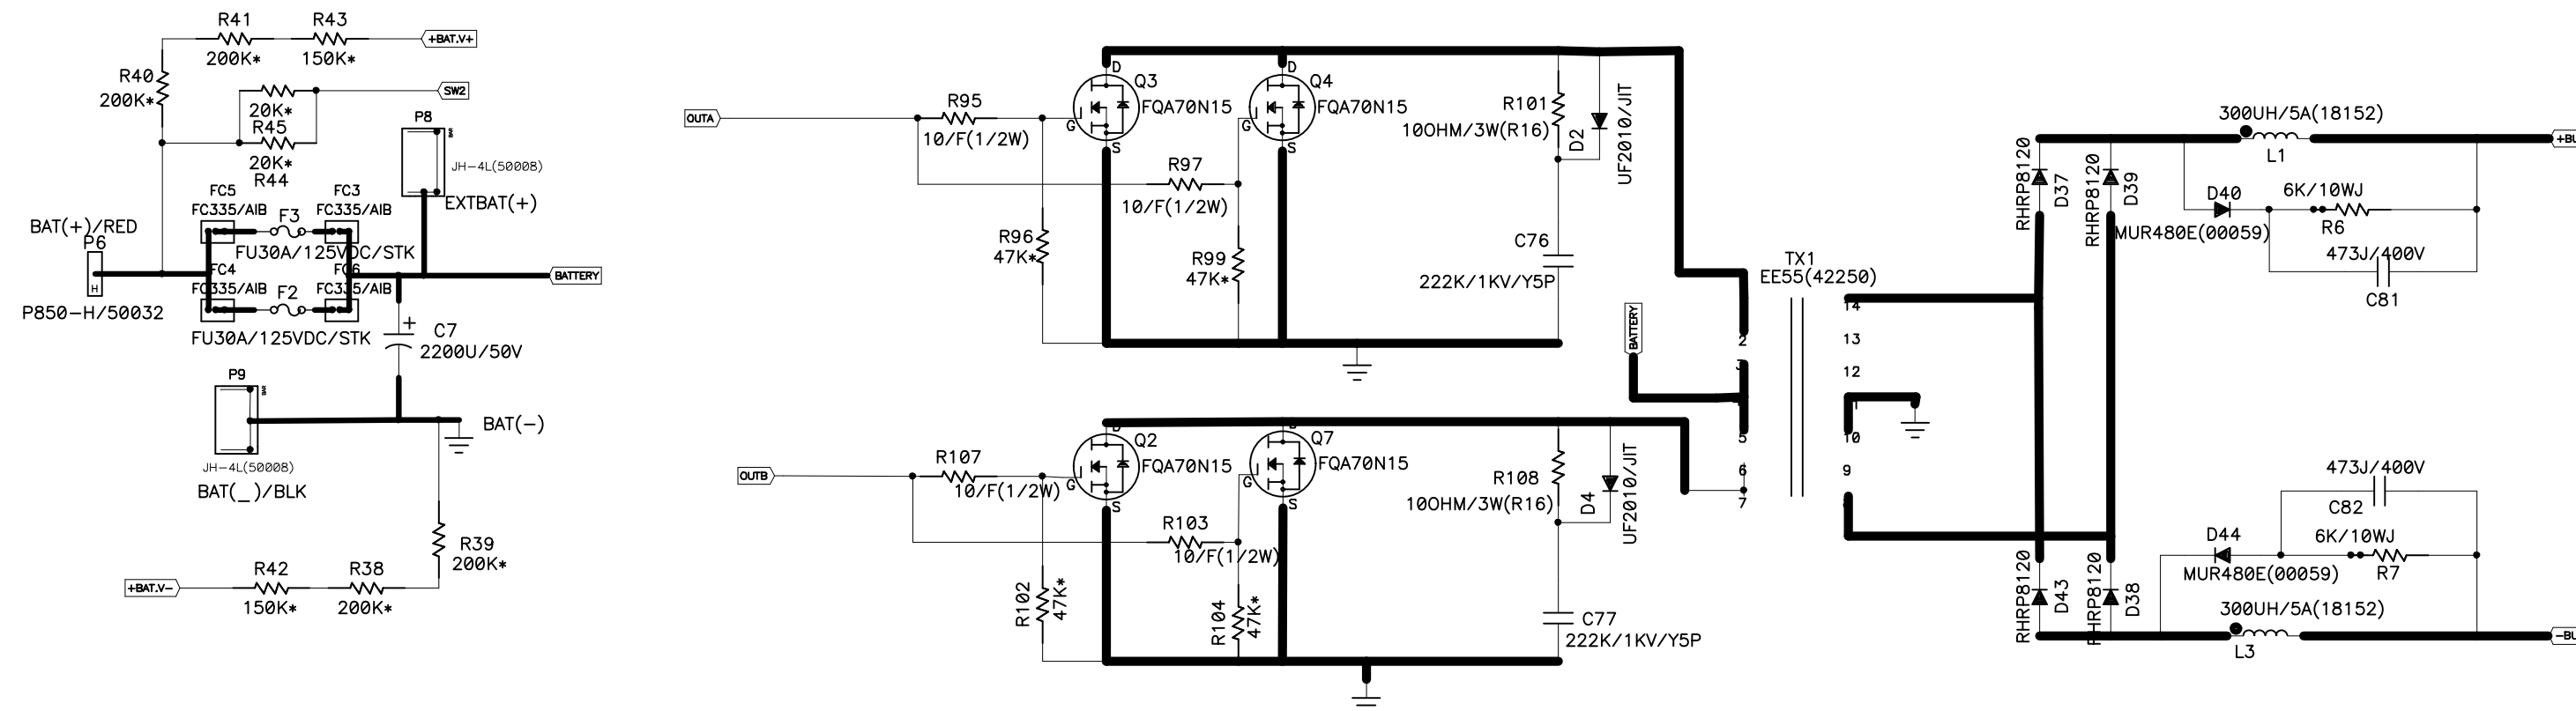 R41
R43
+BAT.V+
200K*
150K*
R40
200K*
SW2
20K*
R45
20K*
R44
P8
JH-4L(50008)
EXTBAT(+)
FC5
FC3
FC335/AIB
FC335/AIB
F3
BAT(+)/RED
P6
FU30A/125VDC/STK
FC4
FC6
BATTERY
H
FC335/AIB
FC335/AIB
F2
P850-H/50032
FU30A/125VDC/STK
+
C7
2200U/50V
P9
BAT(-)
JH-4L(50008)
BAT(_)/BLK
R39
200K*
R42
R38
+BAT.V-
150K*
200K*
OUTA
R95
10/F(1/2W)
D
Q3
FQA70N15
G
S
D
Q4
FQA70N15
G
S
R97
10/F(1/2W)
R96
47K*
R99
47K*
R101
10OHM/3W(R16)
D2
UF2010/JIT
C76
222K/1KV/Y5P
OUTB
R107
10/F(1/2W)
D
Q2
FQA70N15
G
S
Q7
FQA70N15
G
S
R103
10/F(1/2W)
R102
47K*
R104
47K*
R108
10OHM/3W(R16)
D4
UF2010/JIT
C77
222K/1KV/Y5P
BATTERY
TX1
EE55(42250)
2
5
6
7
14
13
12
10
9
RHRP8120
D37
RHRP8120
D39
300UH/5A(18152)
L1
D40
MUR480E(00059)
6K/10WJ
R6
473J/400V
C81
473J/400V
C82
D44
MUR480E(00059)
6K/10WJ
R7
RHRP8120
D43
RHRP8120
D38
300UH/5A(18152)
L3